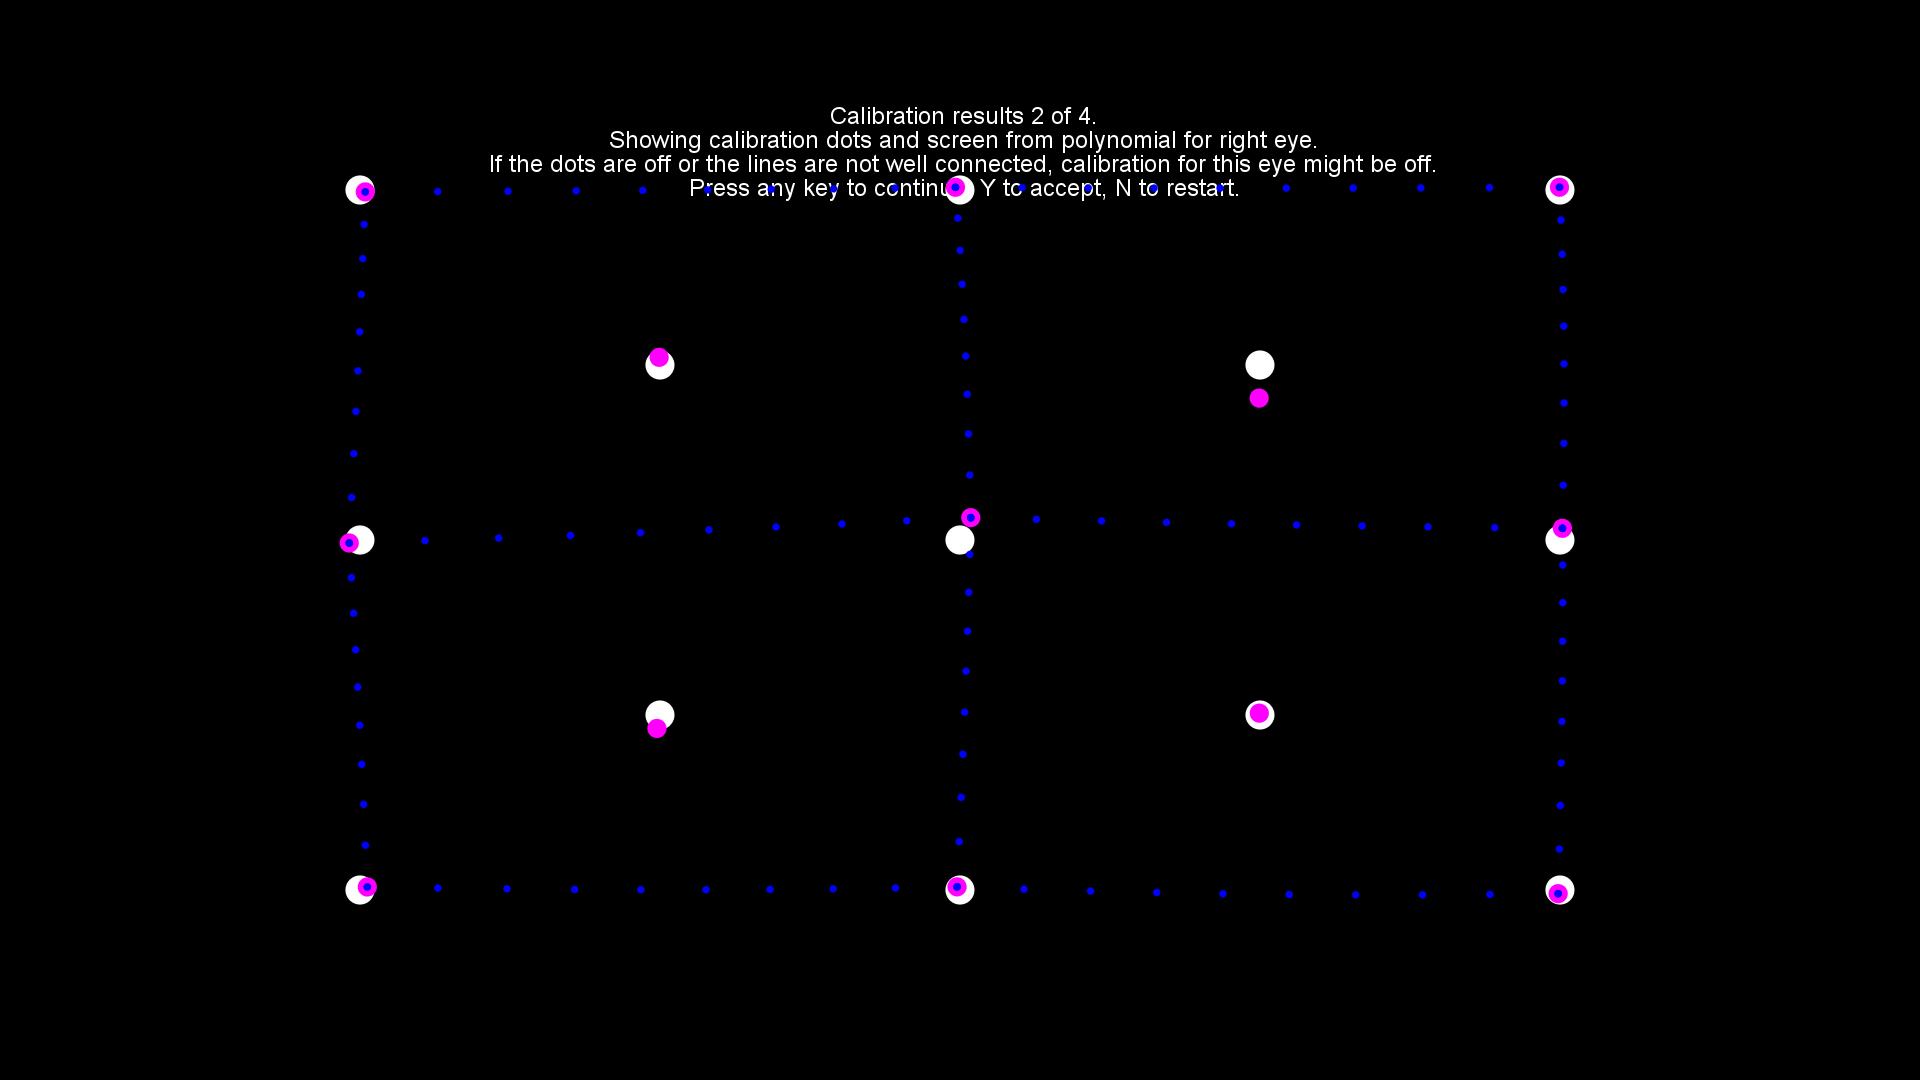 Calibration results 2 of 4.
Showing calibration dots and screen from polynomial for right eye.
If the dots are off or the lines are not well connected, calibration for this eye might be off.
Press any key to continue, Y to accept, N to restart.